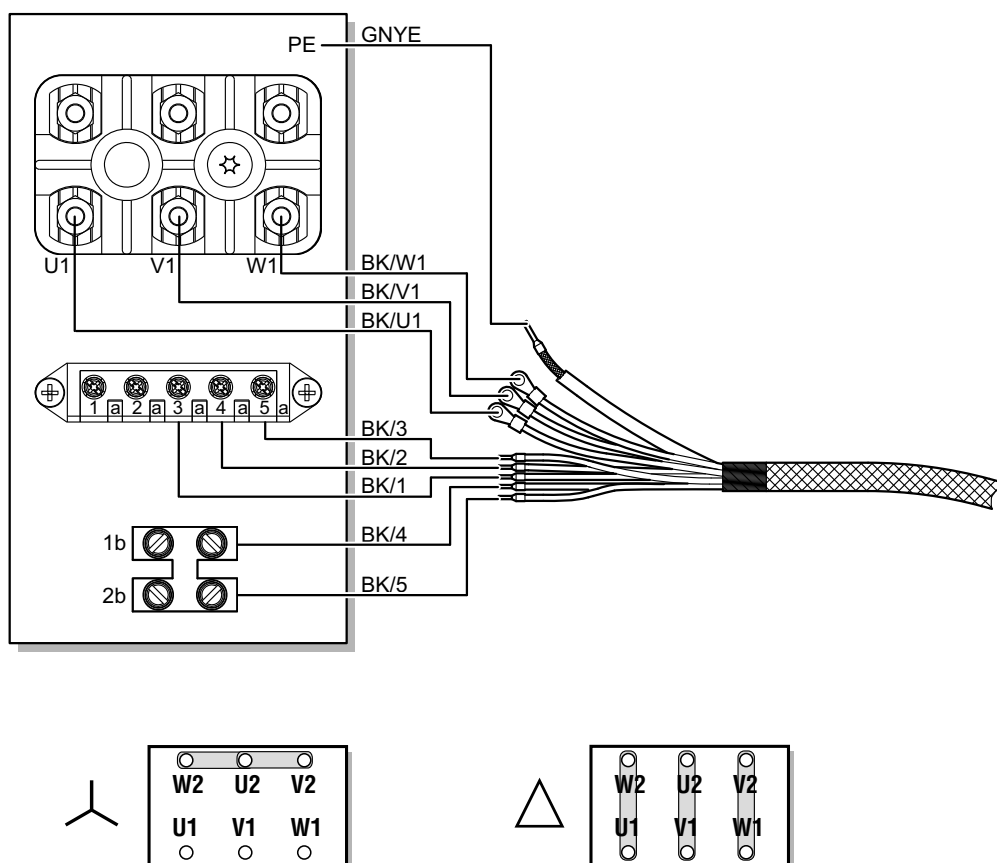 PE
GNYE
U1
V1
W1
BK/W1
BK/V1
BK/U1
1 a 2 a 3 a 4 a 5 a
BK/3
BK/2
BK/1
1b
BK/4
2b
BK/5
W2 U2 V2
U1 V1 W1
W2 U2 V2
U1 V1 W1